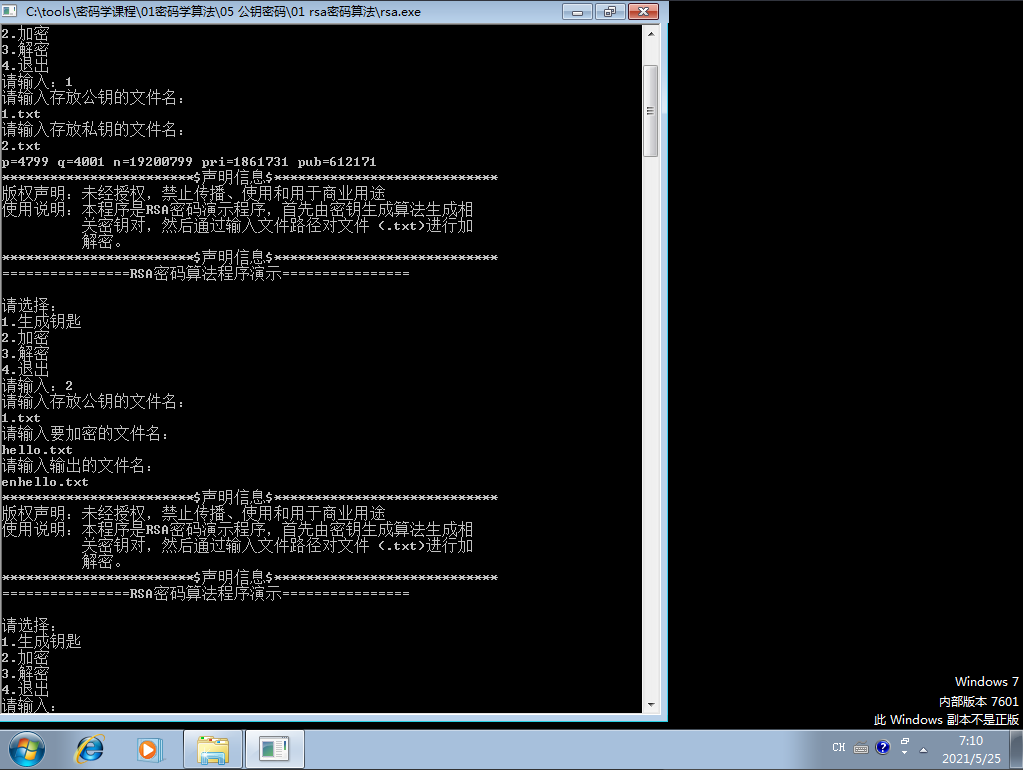 C:\tools\密码学课程\01密码学算法\05 公钥密码\01 rsa密码算法\rsa.exe
2.加密
3.解密
4.退出
请输入：1
请输入存放公钥的文件名：
1.txt
请输入存放私钥的文件名：
2.txt
p=4799 q=4001 n=19200799 pri=1861731 pub=612171
************************$声明信息$****************************
版权声明：未经授权，禁止传播、使用和用于商业用途
使用说明：本程序是RSA密码演示程序，首先由密钥生成算法生成相
关密钥对，然后通过输入文件路径对文件（.txt)进行加
解密。
************************$声明信息$****************************
================RSA密码算法程序演示================
请选择：
1.生成钥匙
2.加密
3.解密
4.退出
请输入：2
请输入存放公钥的文件名：
1.txt
请输入要加密的文件名：
hello.txt
请输入输出的文件名：
enhello.txt
************************$声明信息$****************************
版权声明：未经授权，禁止传播、使用和用于商业用途
使用说明：本程序是RSA密码演示程序，首先由密钥生成算法生成相
关密钥对，然后通过输入文件路径对文件（.txt)进行加
解密。
************************$声明信息$****************************
================RSA密码算法程序演示================
请选择：
1.生成钥匙
2.加密
3.解密
4.退出
请输入：
Windows 7
内部版本 7601
此 Windows 副本不是正版
CH
7:10
2021/5/25